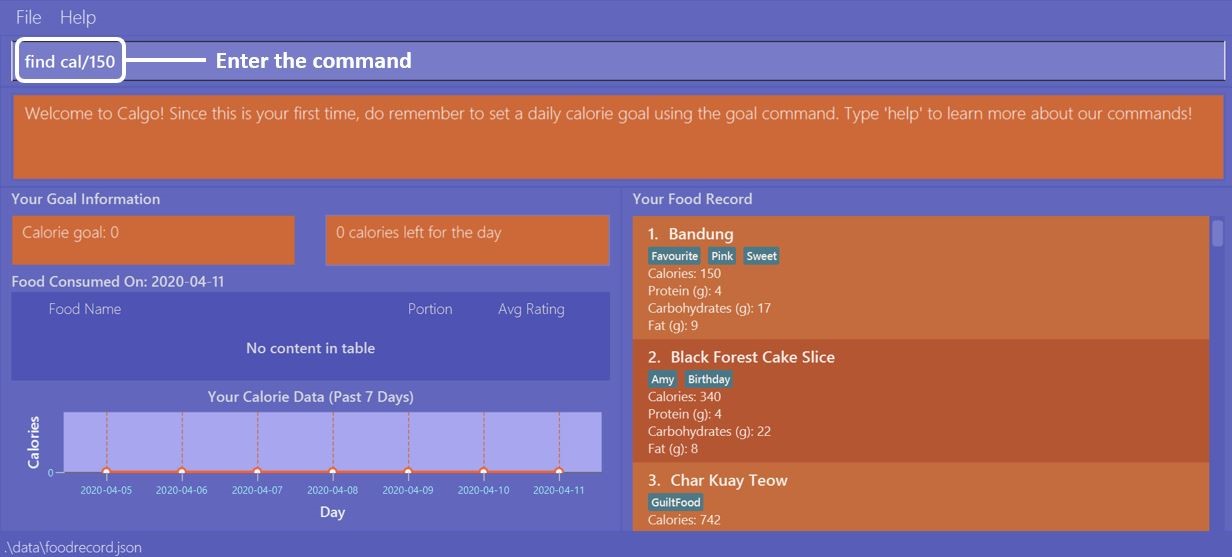 File Help
find cal/150 Enter the command
Welcome to Calgo! Since this is your first time, do remember to set a daily calorie goal using the goal command. Type 'help' to learn more about our commands!
Your Goal Information
Calorie goal: 0
0 calories left for the day
Food Consumed On: 2020-04-11
Food Name Portion Avg Rating
No content in table
Your Calorie Data (Past 7 Days)
Calories
0
2020-04-05 2020-04-06 2020-04-07 2020-04-08 2020-04-09 2020-04-10 2020-04-11
Day
Your Food Record
1. Bandung
Favourite Pink Sweet
Calories: 150
Protein (g): 4
Carbohydrates (g): 17
Fat (g): 9
2. Black Forest Cake Slice
Amy Birthday
Calories: 340
Protein (g): 4
Carbohydrates (g): 22
Fat (g): 8
3. Char Kuay Teow
GuiltFood
Calories: 742
.\data\foodrecord.json